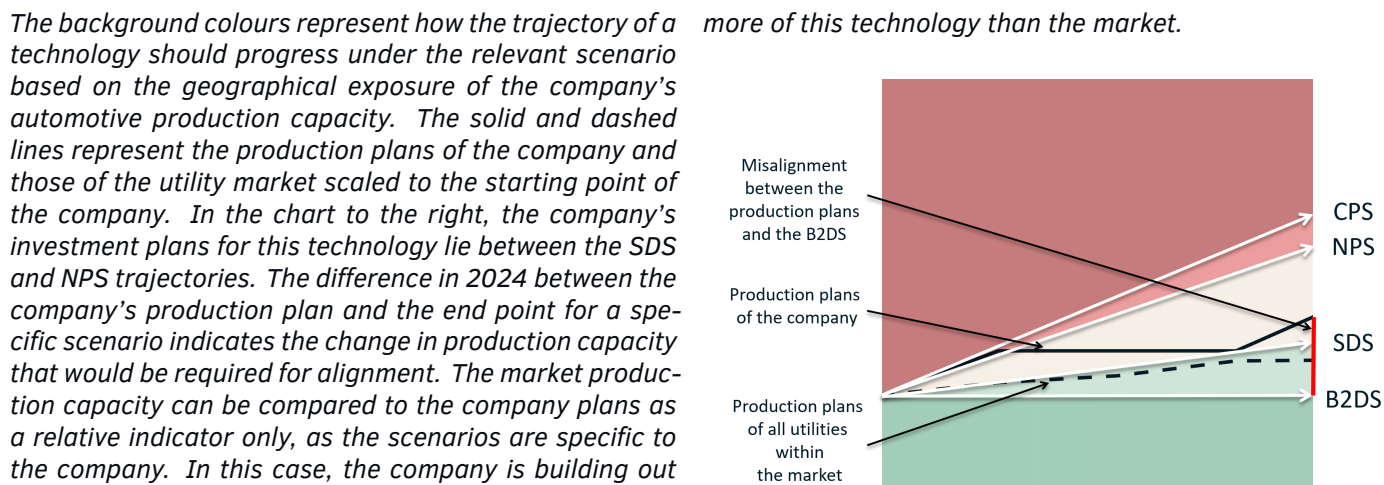 The background colours represent how the trajectory of a
technology should progress under the relevant scenario
based on the geographical exposure of the company's
automotive production capacity. The solid and dashed
lines represent the production plans of the company and
those of the utility market scaled to the starting point of
the company. In the chart to the right, the company's
investment plans for this technology lie between the SDS
and NPS trajectories. The difference in 2024 between the
company's production plan and the end point for a spe-
cific scenario indicates the change in production capacity
that would be required for alignment. The market produc-
tion capacity can be compared to the company plans as
a relative indicator only, as the scenarios are specific to
the company. In this case, the company is building out
more of this technology than the market.
Misalignment
between the
production plans
and the B2DS
Production plans
of the company
Production plans
of all utilities
within
the market
CPS
NPS
SDS
B2DS